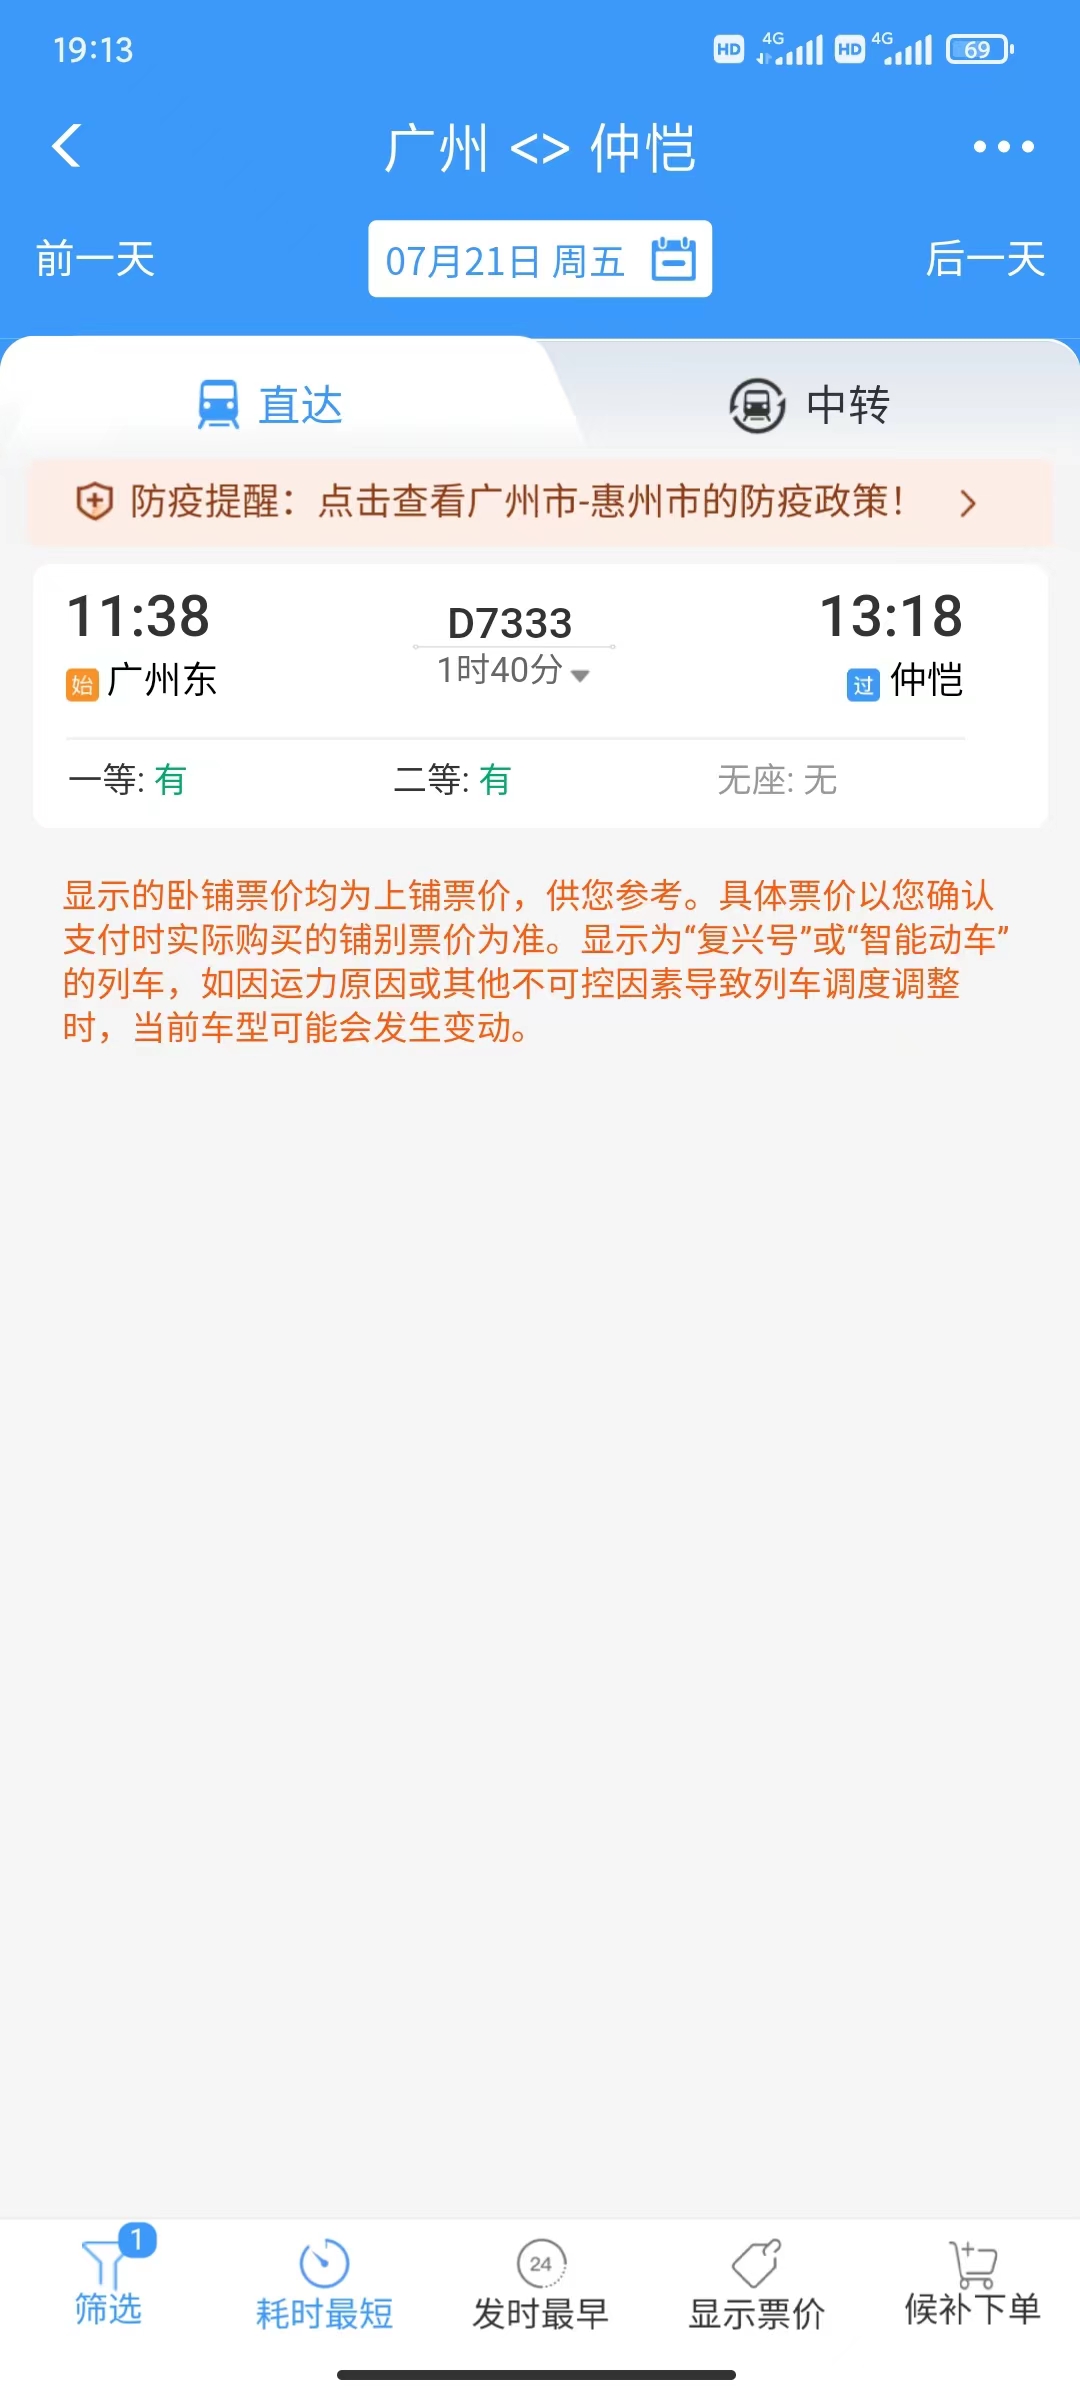 19:13
HD 4G HD 4G 69
广州 <> 仲恺
前一天
07月21日 周五
后一天
直达
中转
防疫提醒：点击查看广州市-惠州市的防疫政策！
11:38
D7333
13:18
始 广州东
1时40分
过 仲恺
一等: 有
二等: 有
无座: 无
显示的卧铺票价均为上铺票价，供您参考。具体票价以您确认
支付时实际购买的铺别票价为准。显示为“复兴号”或“智能动车”
的列车，如因运力原因或其他不可控因素导致列车调度调整
时，当前车型可能会发生变动。
1
24
筛选
耗时最短
发时最早
显示票价
候补下单